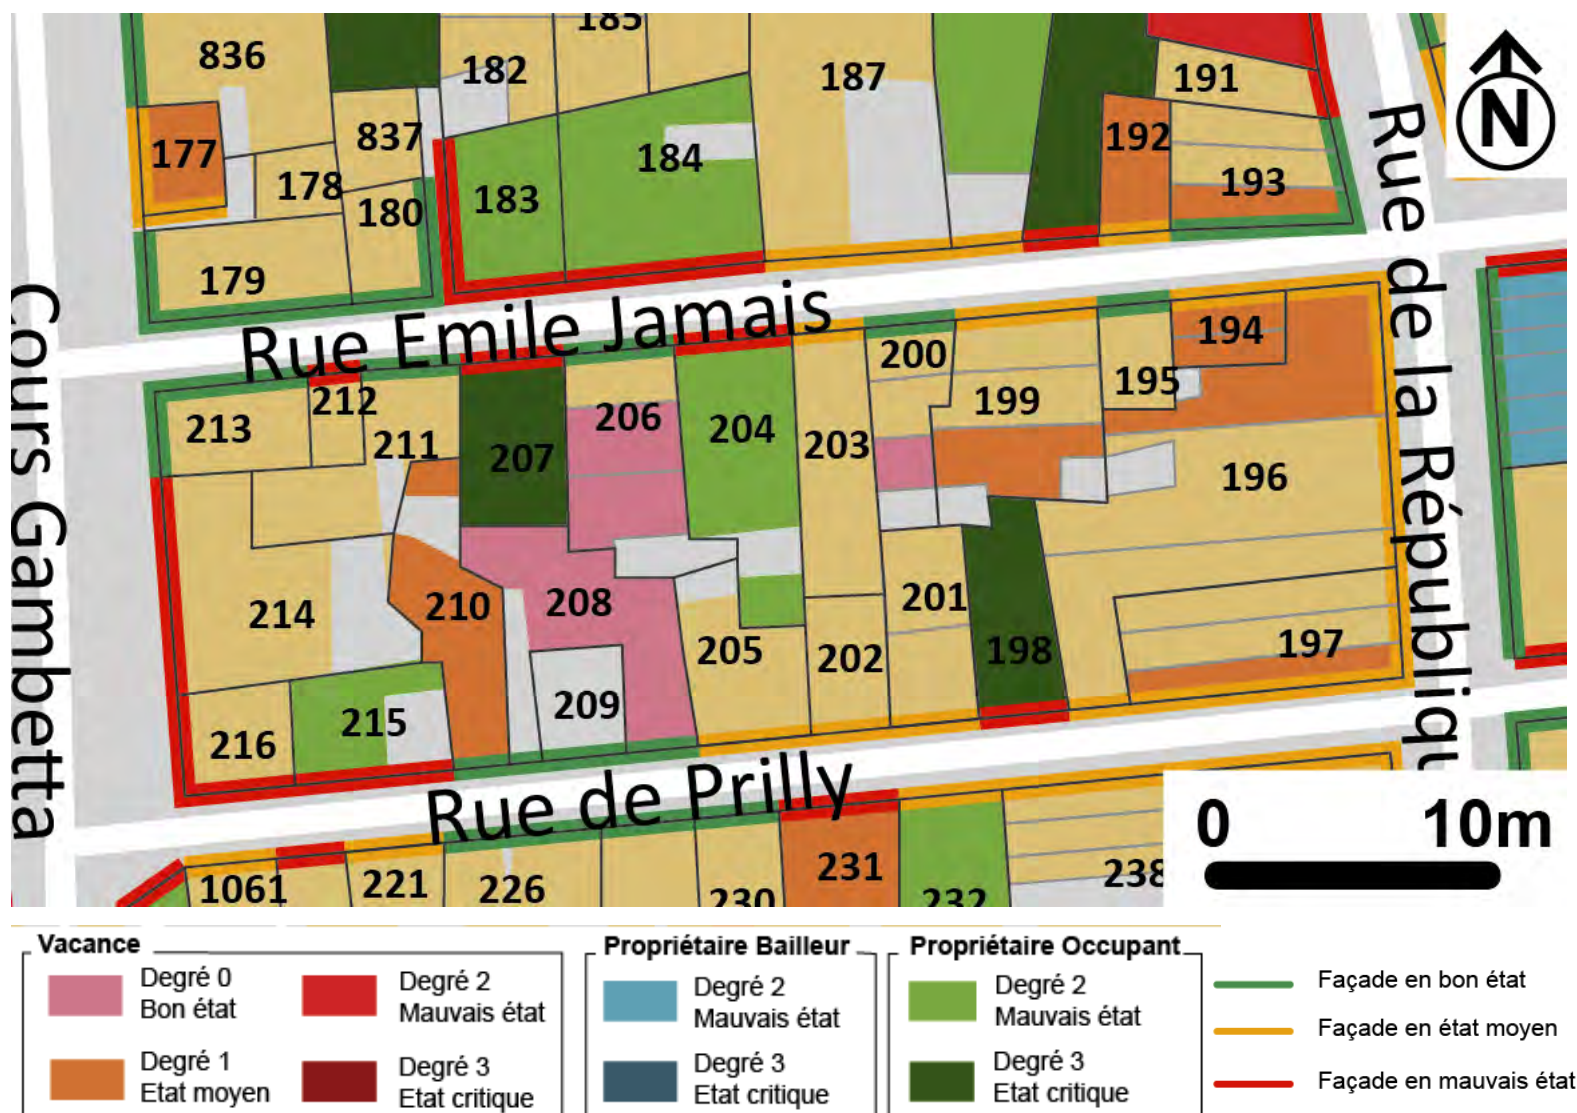 185
836
182
187
191
N
177
837
184
192
178
183
193
180
179
Rue Emile Jamais
Rue de la Républiqu
Cours Gambetta
200
194
195
212
213
206
199
211
204
203
207
196
214
210
208
201
205
202
198
197
209
215
216
Rue de Prilly
0 10m
1061
221
226
230
231
232
238
Vacance
Degré 0
Bon état
Degré 1
Etat moyen
Degré 2
Mauvais état
Degré 3
Etat critique
Propriétaire Bailleur
Degré 2
Mauvais état
Degré 3
Etat critique
Propriétaire Occupant
Degré 2
Mauvais état
Degré 3
Etat critique
Façade en bon état
Façade en état moyen
Façade en mauvais état